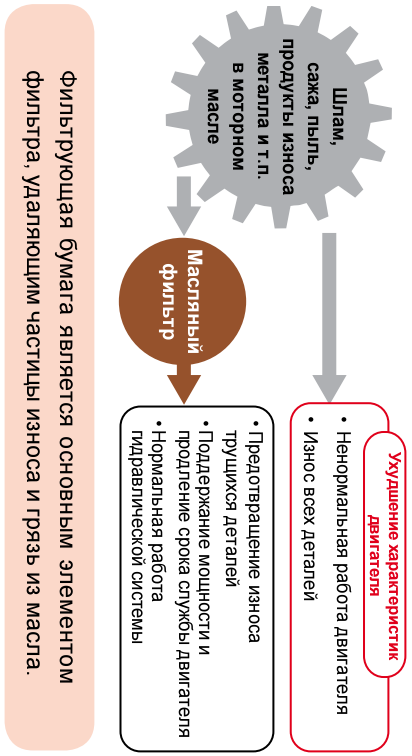 Шлам,
сажа, пыль,
продукты износа
металла и т.п.
в моторном
масле
Ухудшение характеристик
двигателя
• Ненормальная работа двигателя
• Износ всех деталей
Масляный
фильтр
• Предотвращение износа
трущихся деталей
• Поддержание мощности и
продление срока службы двигателя
• Нормальная работа
гидравлической системы
Фильтрующая бумага является основным элементом
фильтра, удаляющим частицы износа и грязь из масла.